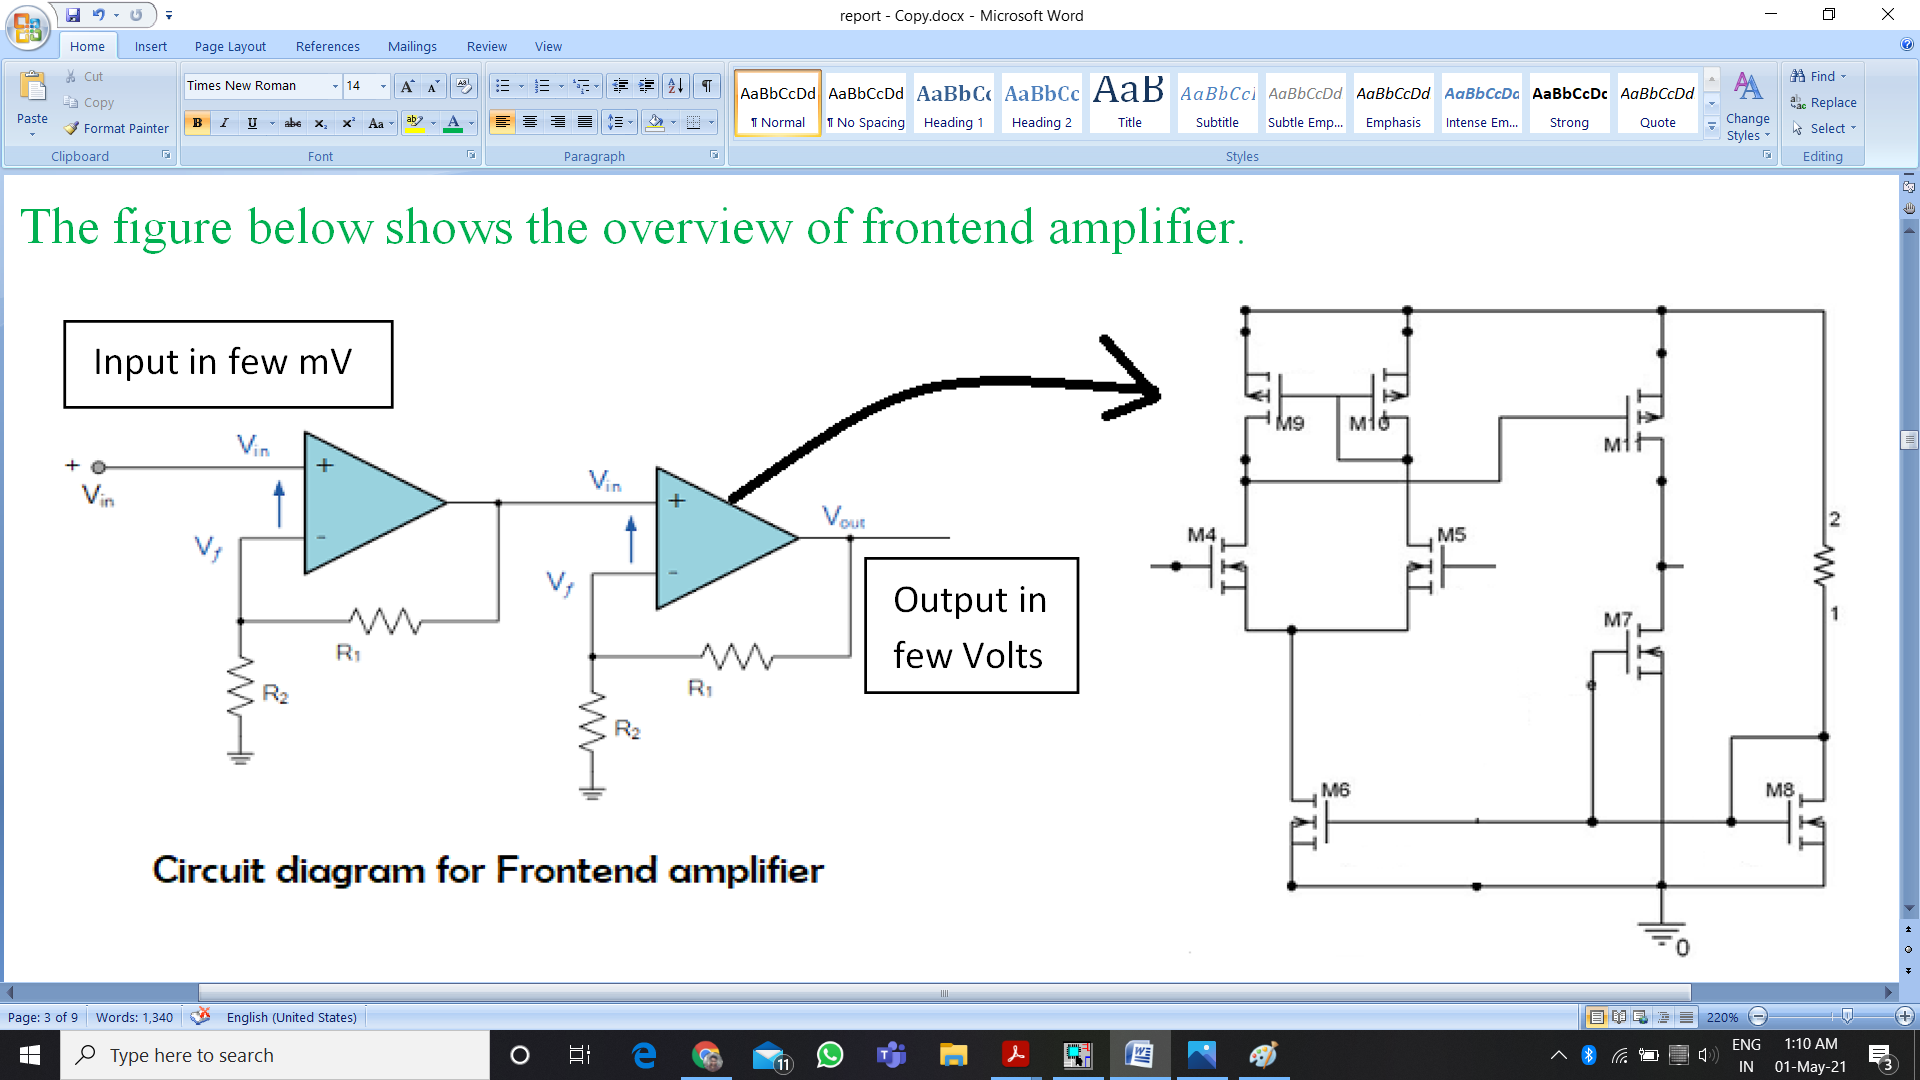 report - Copy.docx - Microsoft Word
Home Insert Page Layout References Mailings Review View
Paste
Cut
Copy
Format Painter
Clipboard
Times New Roman 14
Font
Paragraph
AaBbCcDd AaBbCcDd AaBbCc AaBbCc AaB AaBbCcI AaBbCcDd AaBbCcDd AaBbCcDd AaBbCcDc AaBbCcDd
¶ Normal ¶ No Spacing Heading 1 Heading 2 Title Subtitle Subtle Emp... Emphasis Intense Em... Strong Quote
Styles
Change Styles
Find
Replace
Select
Editing
The figure below shows the overview of frontend amplifier.
Input in few mV
+ Vin
Vin
+
-
Vf
R1
R2
Vin
+
-
Vf
Vout
R1
R2
Output in
few Volts
Circuit diagram for Frontend amplifier
M9 M10
M11
M4 M5
2
1
M7
M6 M8
0
Page: 3 of 9 Words: 1,340 English (United States) 220%
Type here to search
11
ENG
IN
1:10 AM
01-May-21
3